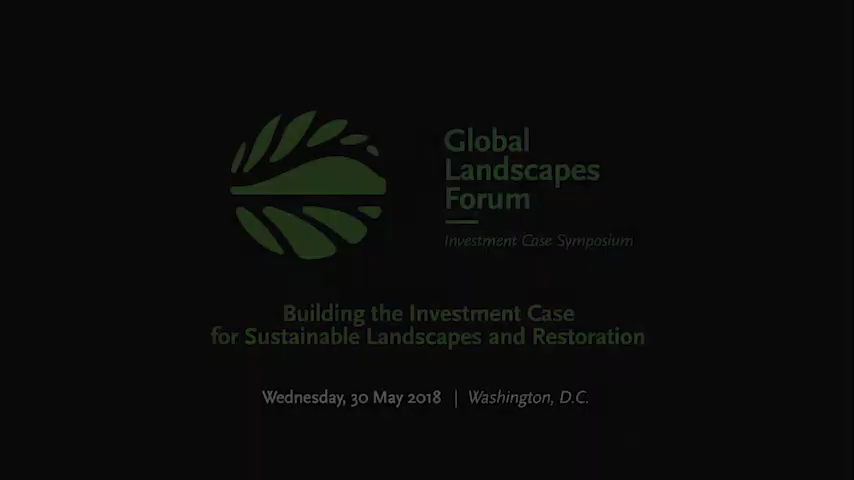 Global
Landscapes
Forum
Investment Case Symposium
Building the Investment Case
for Sustainable Landscapes and Restoration
Wednesday, 30 May 2018 | Washington, D.C.